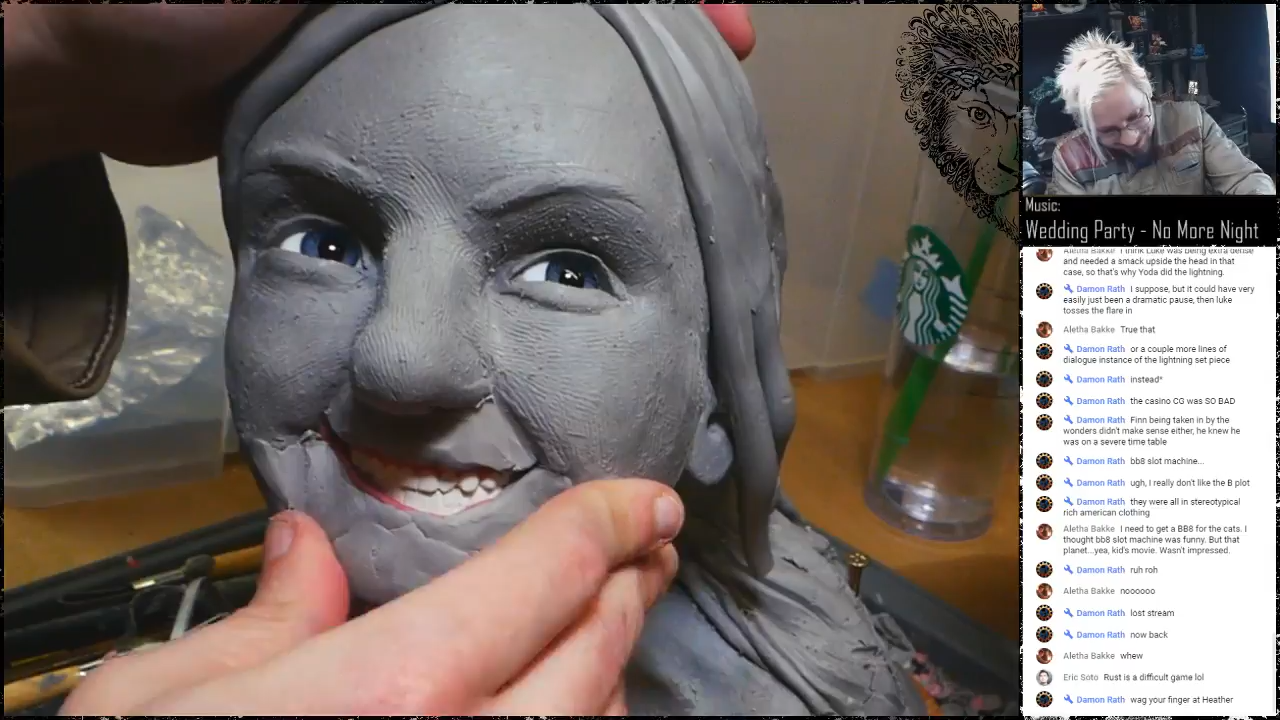 Music:
Wedding Party - No More Night
Aletha Bakke I think Luke was being extra dense
and needed a smack upside the head in that
case, so that's why Yoda did the lightning.
Damon Rath I suppose, but it could have very
easily just been a dramatic pause, then luke
tosses the flare in
Aletha Bakke True that
Damon Rath or a couple more lines of
dialogue instance of the lightning set piece
Damon Rath instead*
Damon Rath the casino CG was SO BAD
Damon Rath Finn being taken in by the
wonders didn't make sense either, he knew he
was on a severe time table
Damon Rath bb8 slot machine...
Damon Rath ugh, I really don't like the B plot
Damon Rath they were all in stereotypical
rich american clothing
Aletha Bakke I need to get a BB8 for the cats. I
thought bb8 slot machine was funny. But that
planet...yea, kid's movie. Wasn't impressed.
Damon Rath ruh roh
Aletha Bakke noooooo
Damon Rath lost stream
Damon Rath now back
Aletha Bakke whew
Eric Soto Rust is a difficult game lol
Damon Rath wag your finger at Heather